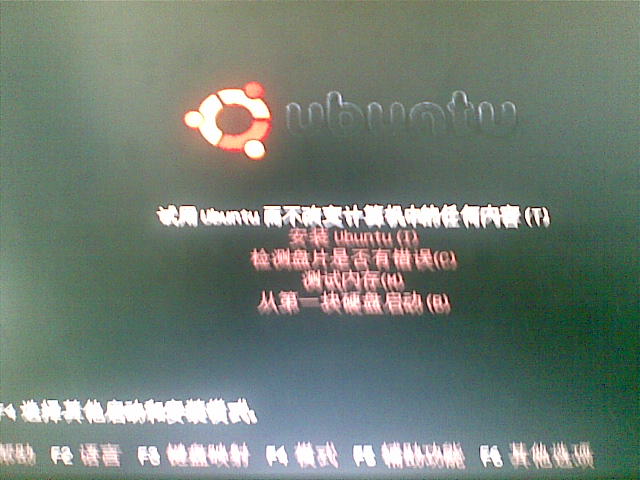 ubuntu
试用 Ubuntu 而不改变计算机中的任何内容 (T)
安装 Ubuntu (I)
检测盘片是否有错误(C)
测试内存(M)
从第一块硬盘启动 (B)
F4 选择其他启动和安装模式。
帮助 F2 语言 F3 键盘映射 F4 模式 F5 辅助功能 F6 其他选项